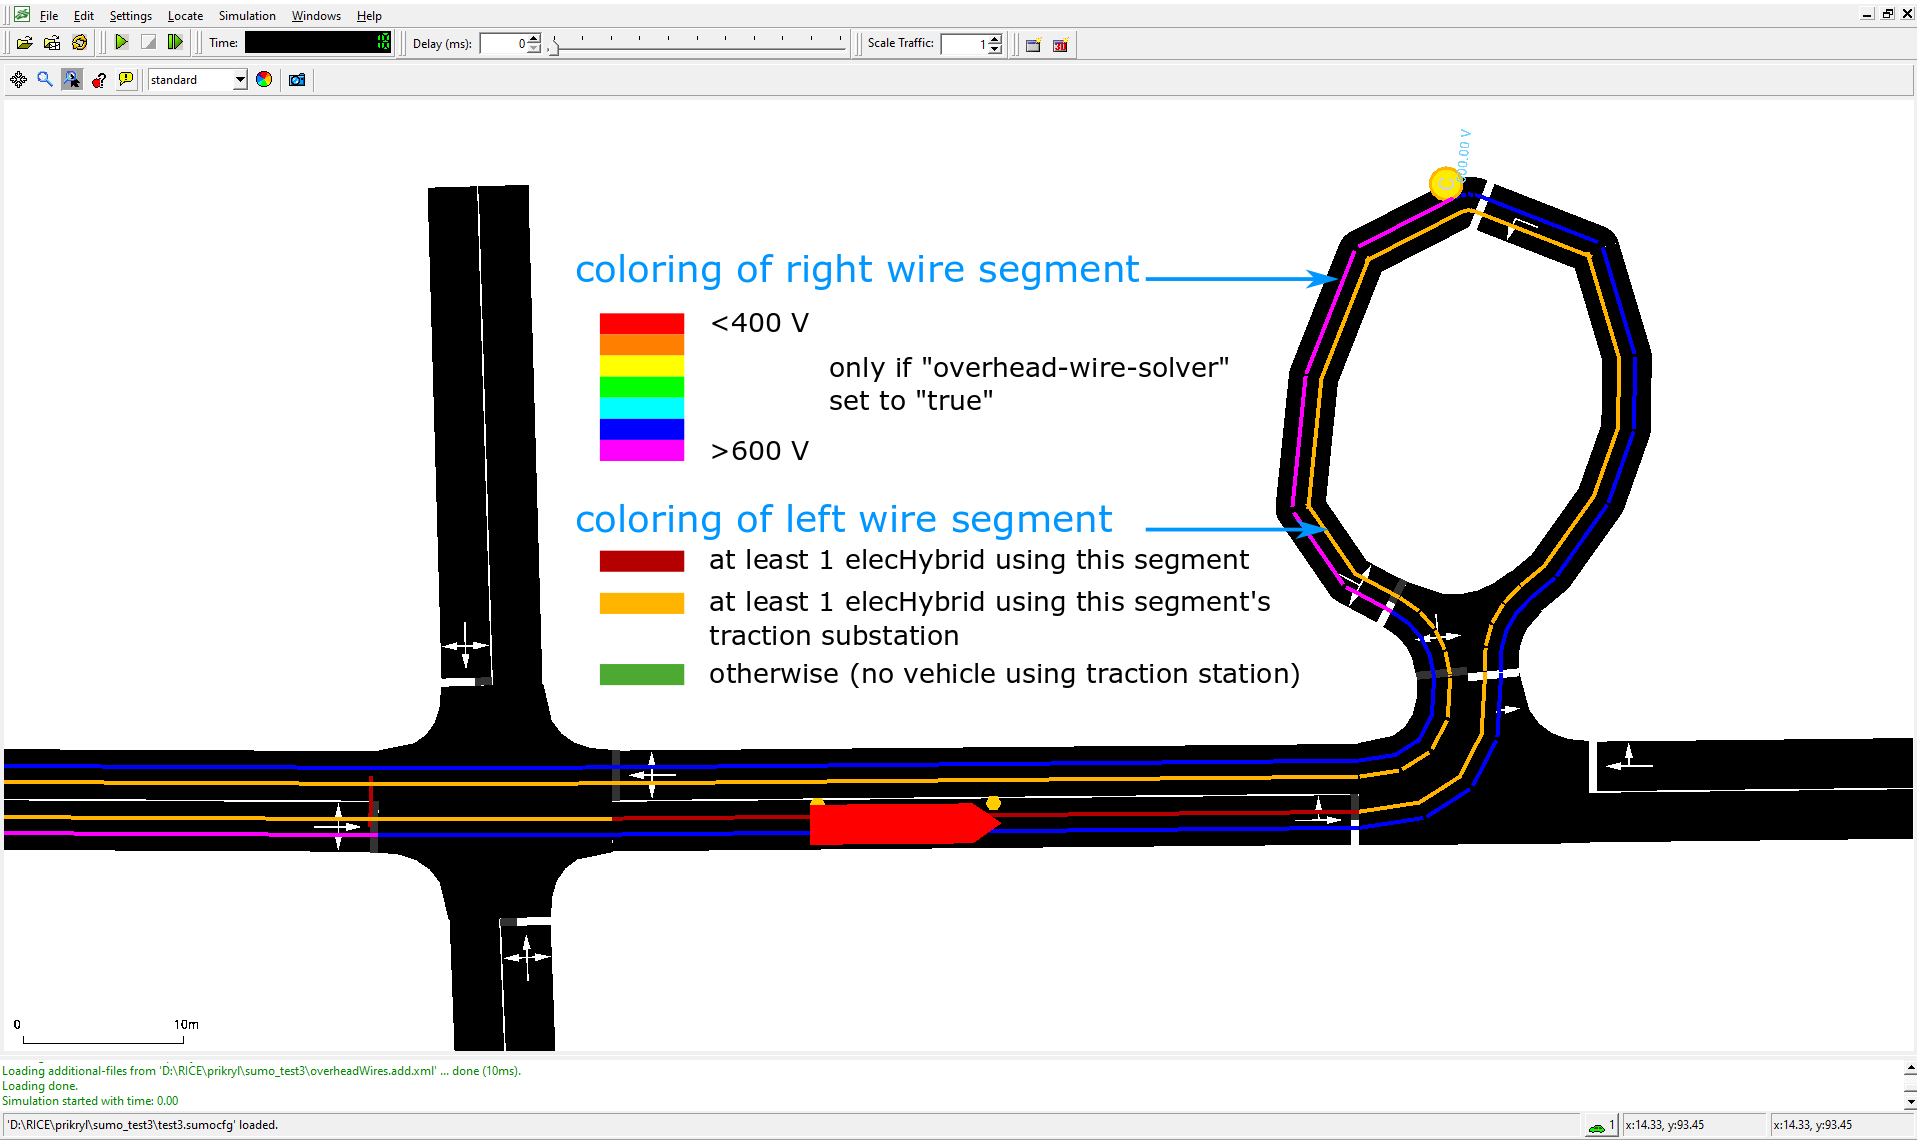 File Edit Settings Locate Simulation Windows Help
Time: Delay (ms): 0 Scale Traffic: 1
standard
coloring of right wire segment
<400 V
only if "overhead-wire-solver"
set to "true"
>600 V
coloring of left wire segment
at least 1 elecHybrid using this segment
at least 1 elecHybrid using this segment's
traction substation
otherwise (no vehicle using traction station)
0 10m
Loading additional-files from 'D:\RICE\prikryl\sumo_test3\overheadWires.add.xml' ... done (10ms).
Loading done.
Simulation started with time: 0.00
'D:\RICE\prikryl\sumo_test3\test3.sumocfg' loaded.
1 x:14.33, y:93.45 x:14.33, y:93.45